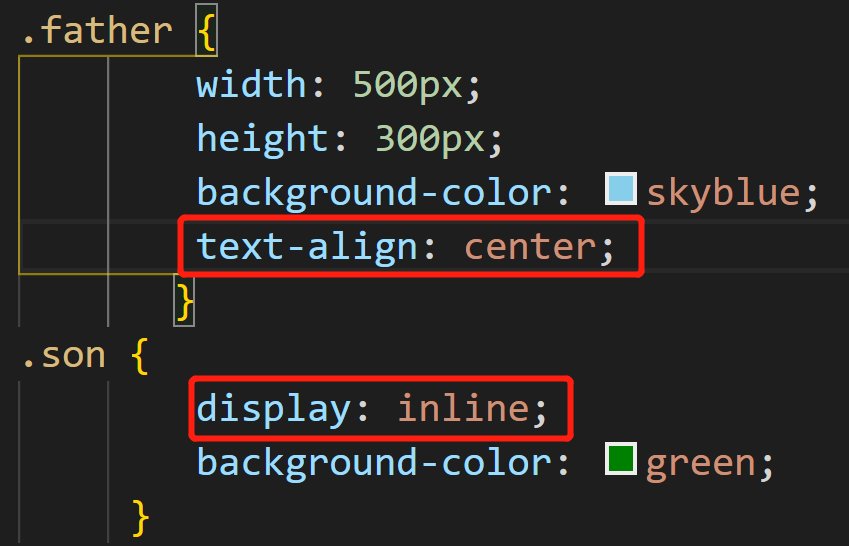 .father {
width: 500px;
height: 300px;
background-color: skyblue;
text-align: center;
}
.son {
display: inline;
background-color: green;
}